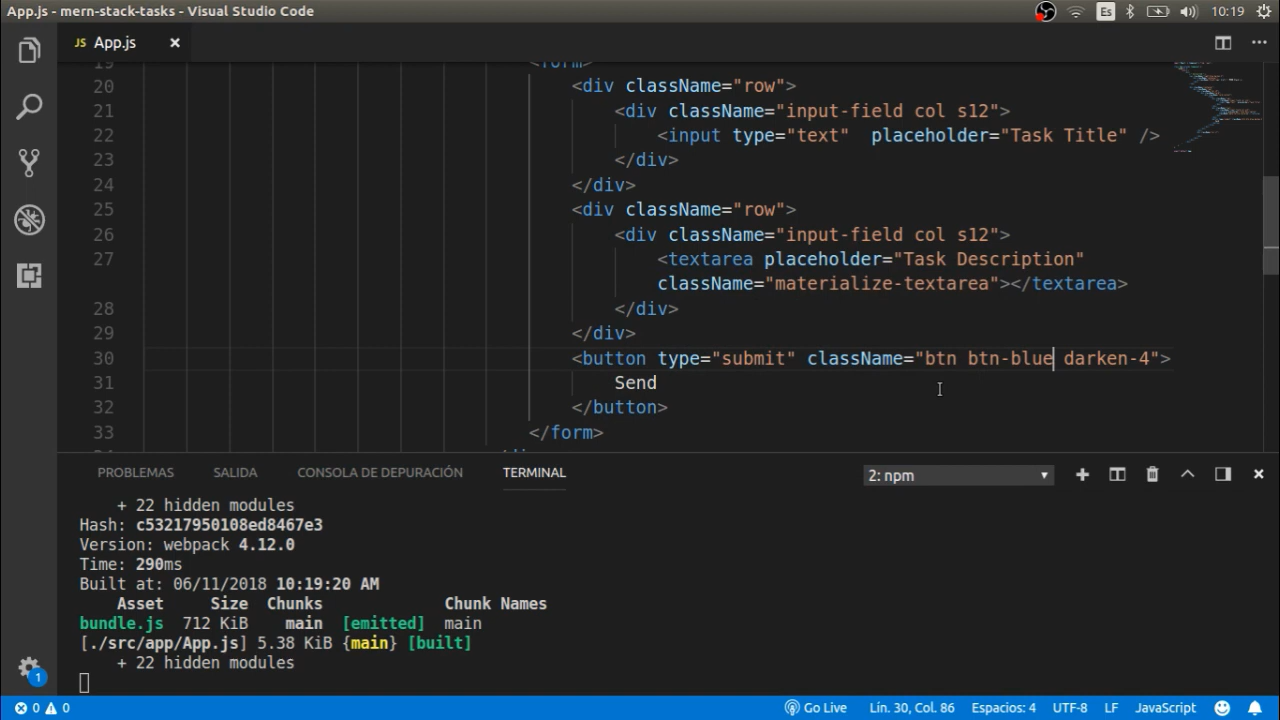 App.js - mern-stack-tasks - Visual Studio Code
Es
10:19
JS App.js
19 <form>
20 <div className="row">
21 <div className="input-field col s12">
22 <input type="text" placeholder="Task Title" />
23 </div>
24 </div>
25 <div className="row">
26 <div className="input-field col s12">
27 <textarea placeholder="Task Description"
className="materialize-textarea"></textarea>
28 </div>
29 </div>
30 <button type="submit" className="btn btn-blue darken-4">
31 Send
32 </button>
33 </form>
PROBLEMAS SALIDA CONSOLA DE DEPURACIÓN TERMINAL 2: npm
+ 22 hidden modules
Hash: c53217950108ed8467e3
Version: webpack 4.12.0
Time: 290ms
Built at: 06/11/2018 10:19:20 AM
Asset Size Chunks Chunk Names
bundle.js 712 KiB main [emitted] main
[./src/app/App.js] 5.38 KiB {main} [built]
+ 22 hidden modules
1
0 0 Go Live Lín. 30, Col. 86 Espacios: 4 UTF-8 LF JavaScript